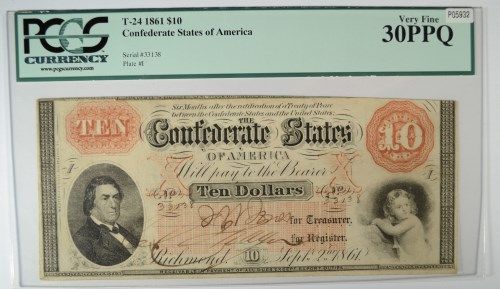 PCGS
CURRENCY
www.pcgscurrency.com
T-24 1861 $10
Confederate States of America
Serial#33138
Plate #1
P05932
Very Fine
30PPQ
Six Months after the ratification of a Treaty of Peace
between the Confederate States and the United States
THE
TEN
Confederate States
10
OF AMERICA
Will pay to the Bearer
Ten Dollars
for Treasurer.
for Register.
Richmond Sept. 2nd 1861
10